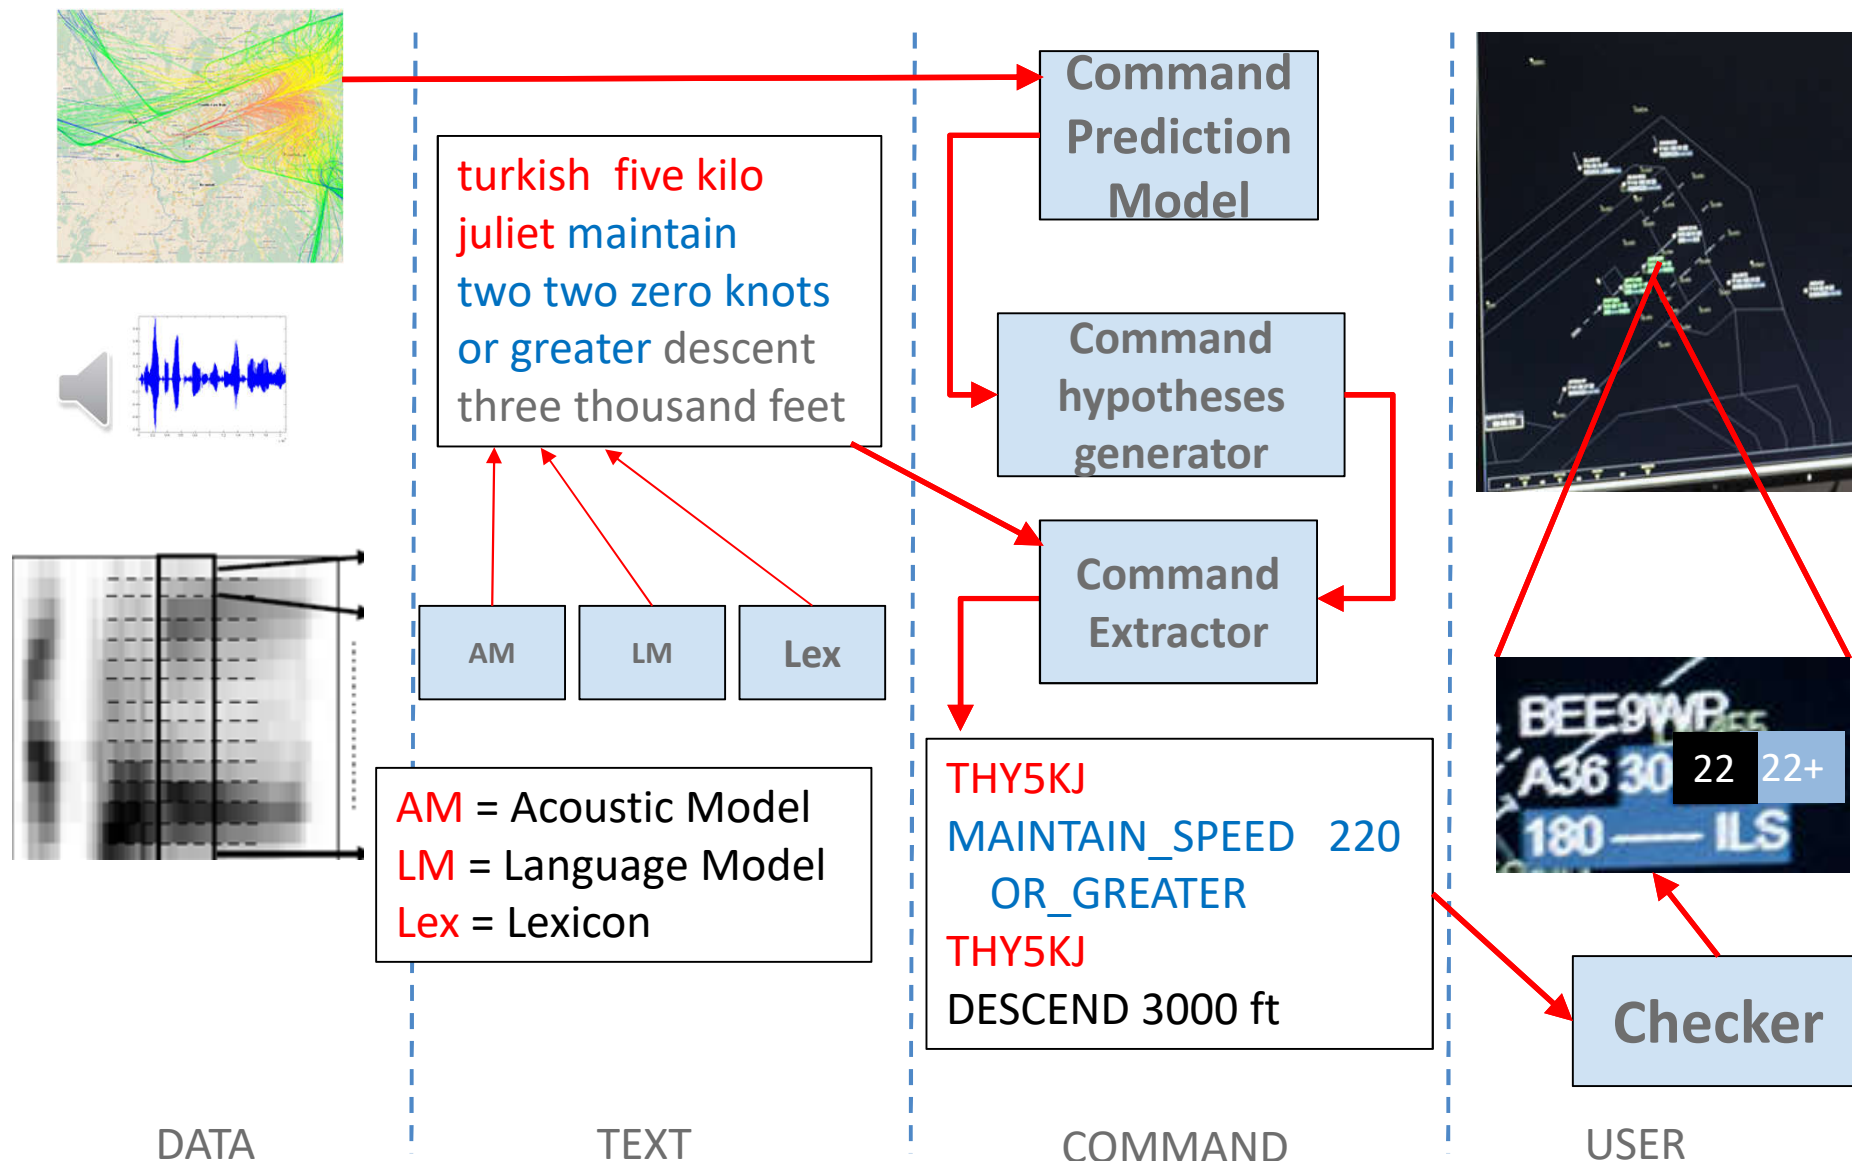 turkish  five kilo
juliet maintain
two two zero knots
or greater descent
three thousand feet
AM
LM
Lex
AM = Acoustic Model
LM = Language Model
Lex = Lexicon
Command
Prediction
Model
Command
hypotheses
generator
Command
Extractor
THY5KJ
MAINTAIN_SPEED 220
OR_GREATER
THY5KJ
DESCEND 3000 ft
BEE9WP
A36 30 22 22+
180 ILS
Checker
DATA
TEXT
COMMAND
USER